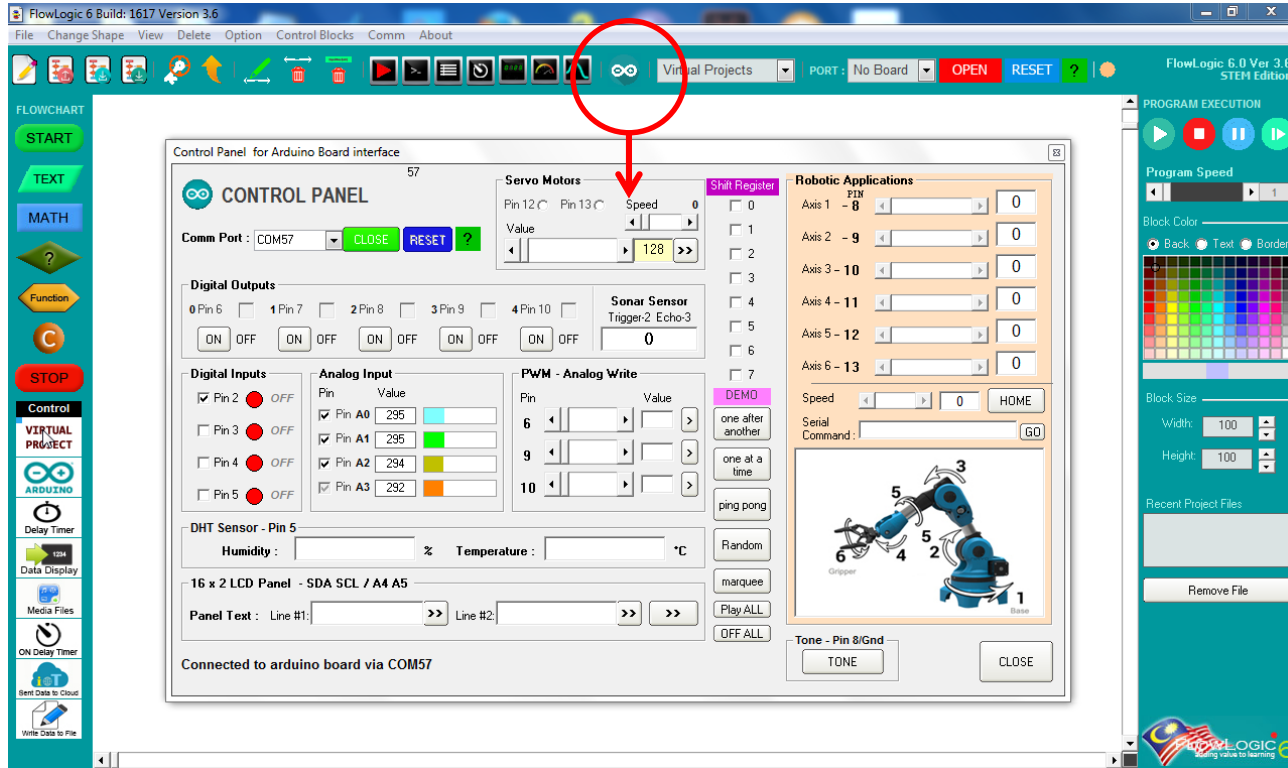 FlowLogic 6 Build: 1617 Version 3.6
File Change Shape View Delete Option Control Blocks Comm About
Virtual Projects PORT : No Board OPEN RESET ?
FlowLogic 6.0 Ver 3.6
STEM Edition
FLOWCHART
START
TEXT
MATH
?
Function
C
STOP
Control
VIRTUAL
PROJECT
ARDUINO
Delay Timer
1234
Data Display
Media Files
ON Delay Timer
IoT
Sent Data to Cloud
Write Data to File
Control Panel for Arduino Board interface
57
CONTROL PANEL
Comm Port : COM57 CLOSE RESET ?
Servo Motors
Pin 12 Pin 13 Speed 0
Value
128 >>
Digital Outputs
0 Pin 6 1 Pin 7 2 Pin 8 3 Pin 9 4 Pin 10
ON OFF ON OFF ON OFF ON OFF ON OFF
Sonar Sensor
Trigger-2 Echo-3
0
Digital Inputs
Pin 2 OFF
Pin 3 OFF
Pin 4 OFF
Pin 5 OFF
Analog Input
Pin Value
Pin A0 295
Pin A1 295
Pin A2 294
Pin A3 292
PWM - Analog Write
Pin Value
6 >
9 >
10 >
DHT Sensor - Pin 5
Humidity : % Temperature : °C
16 x 2 LCD Panel - SDA SCL / A4 A5
Panel Text : Line #1: >> Line #2: >> >>
Connected to arduino board via COM57
Shift Register
0
1
2
3
4
5
6
7
DEMO
one after
another
one at a
time
ping pong
Random
marquee
Play ALL
OFF ALL
Robotic Applications
PIN
Axis 1 - 8 0
Axis 2 - 9 0
Axis 3 - 10 0
Axis 4 - 11 0
Axis 5 - 12 0
Axis 6 - 13 0
Speed 0 HOME
Serial
Command : GO
3
5
5
2
6
4
Gripper
1
Base
Tone - Pin 8/Gnd
TONE
CLOSE
PROGRAM EXECUTION
Program Speed
1
Block Color
Back Text Border
Block Size
Width: 100
Height: 100
Recent Project Files
Remove File
FLOWLOGIC 6
adding value to learning